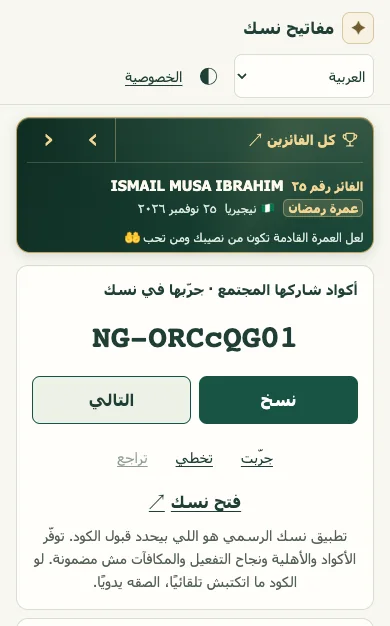 مفاتيح نسك
العربية
الخصوصية
كل الفائزين ↗
الفائز رقم ٢٥ ISMAIL MUSA IBRAHIM
عمرة رمضان 🇳🇬 نيجيريا ٢٥ نوفمبر ٢٠٢٦
لعل العمرة القادمة تكون من نصيبك ومن تحب 🤲
أكواد شاركها المجتمع · جرّبها في نسك
NG-ORCcQG01
نسخ
التالي
جرّبت
تخطي
تراجع
فتح نسك ↗
تطبيق نسك الرسمي هو اللي بيحدد قبول الكود. توفّر
الأكواد والأهلية ونجاح التفعيل والمكافآت مش مضمونة. لو
الكود ما اتكتبش تلقائيًا، الصقه يدويًا.